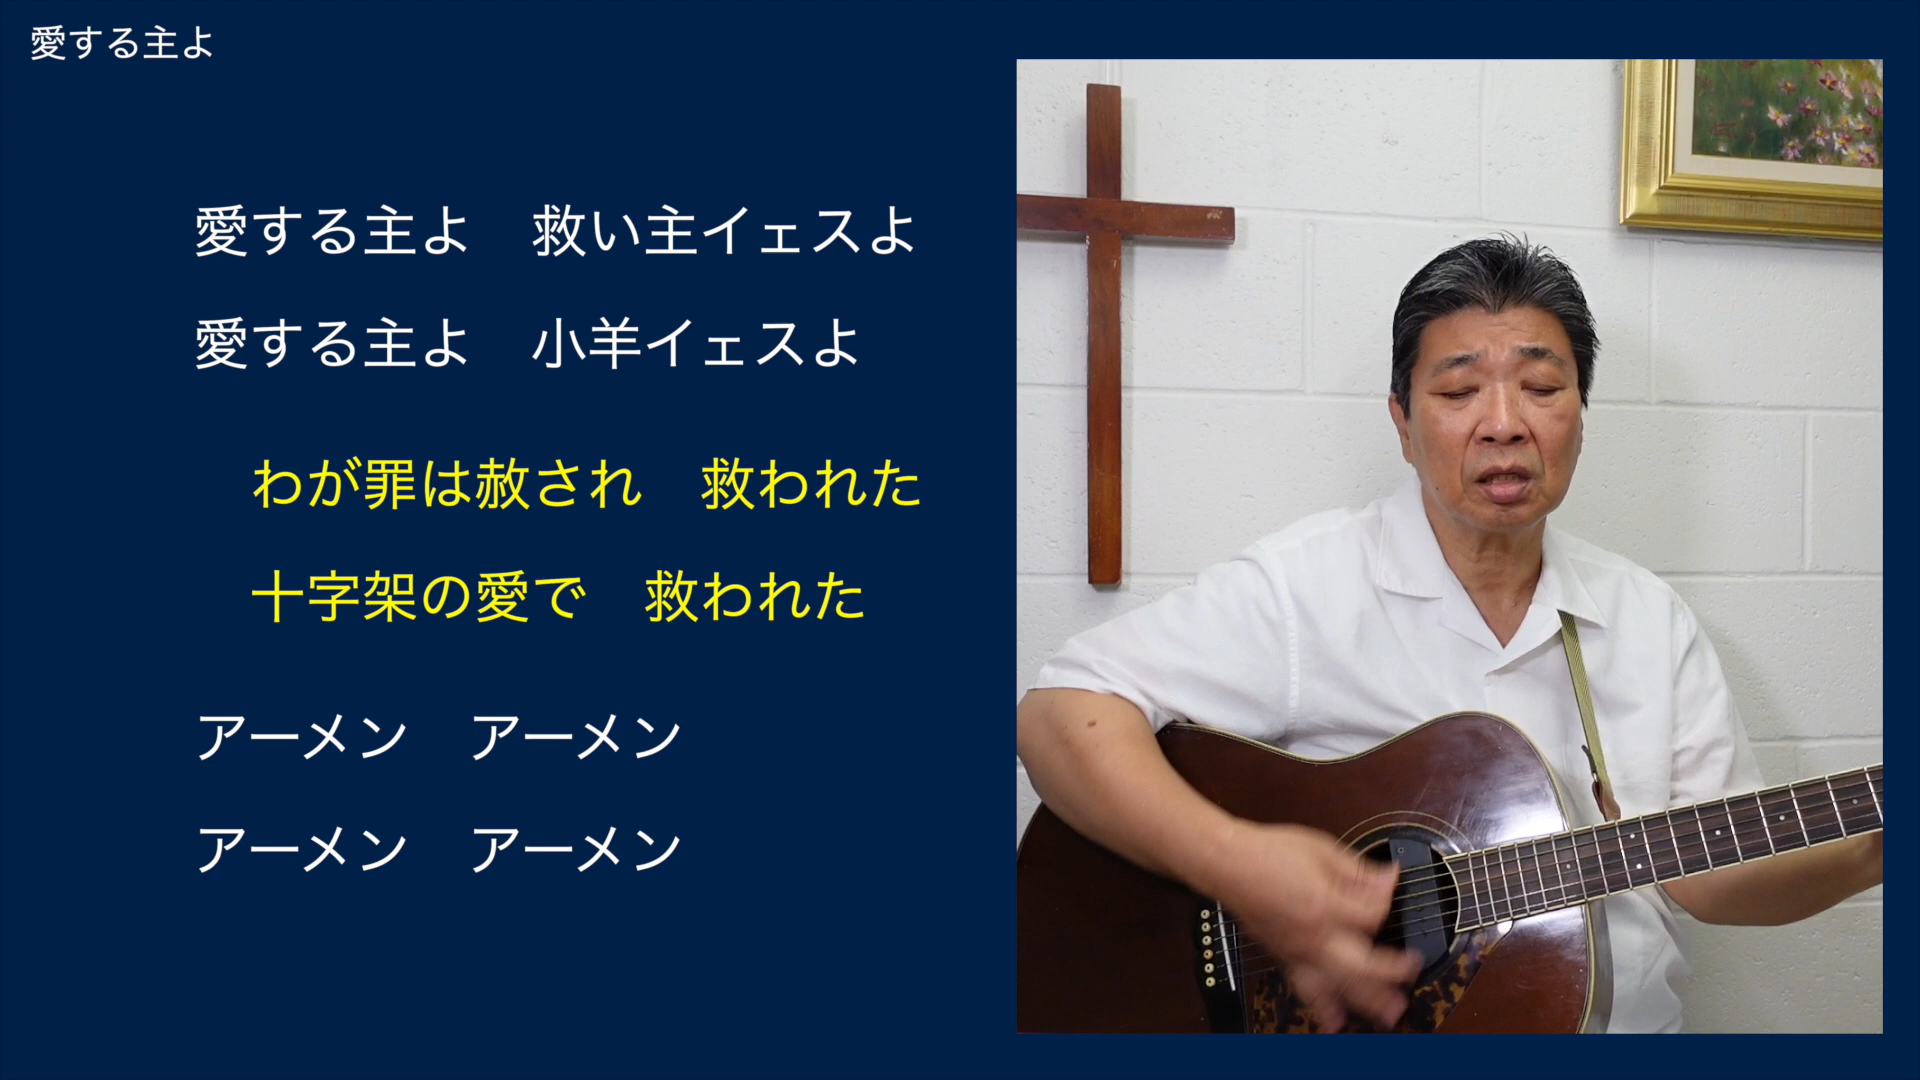 愛する主よ
愛する主よ　救い主イェスよ
愛する主よ　小羊イェスよ
わが罪は赦され　救われた
十字架の愛で　救われた
アーメン　アーメン
アーメン　アーメン